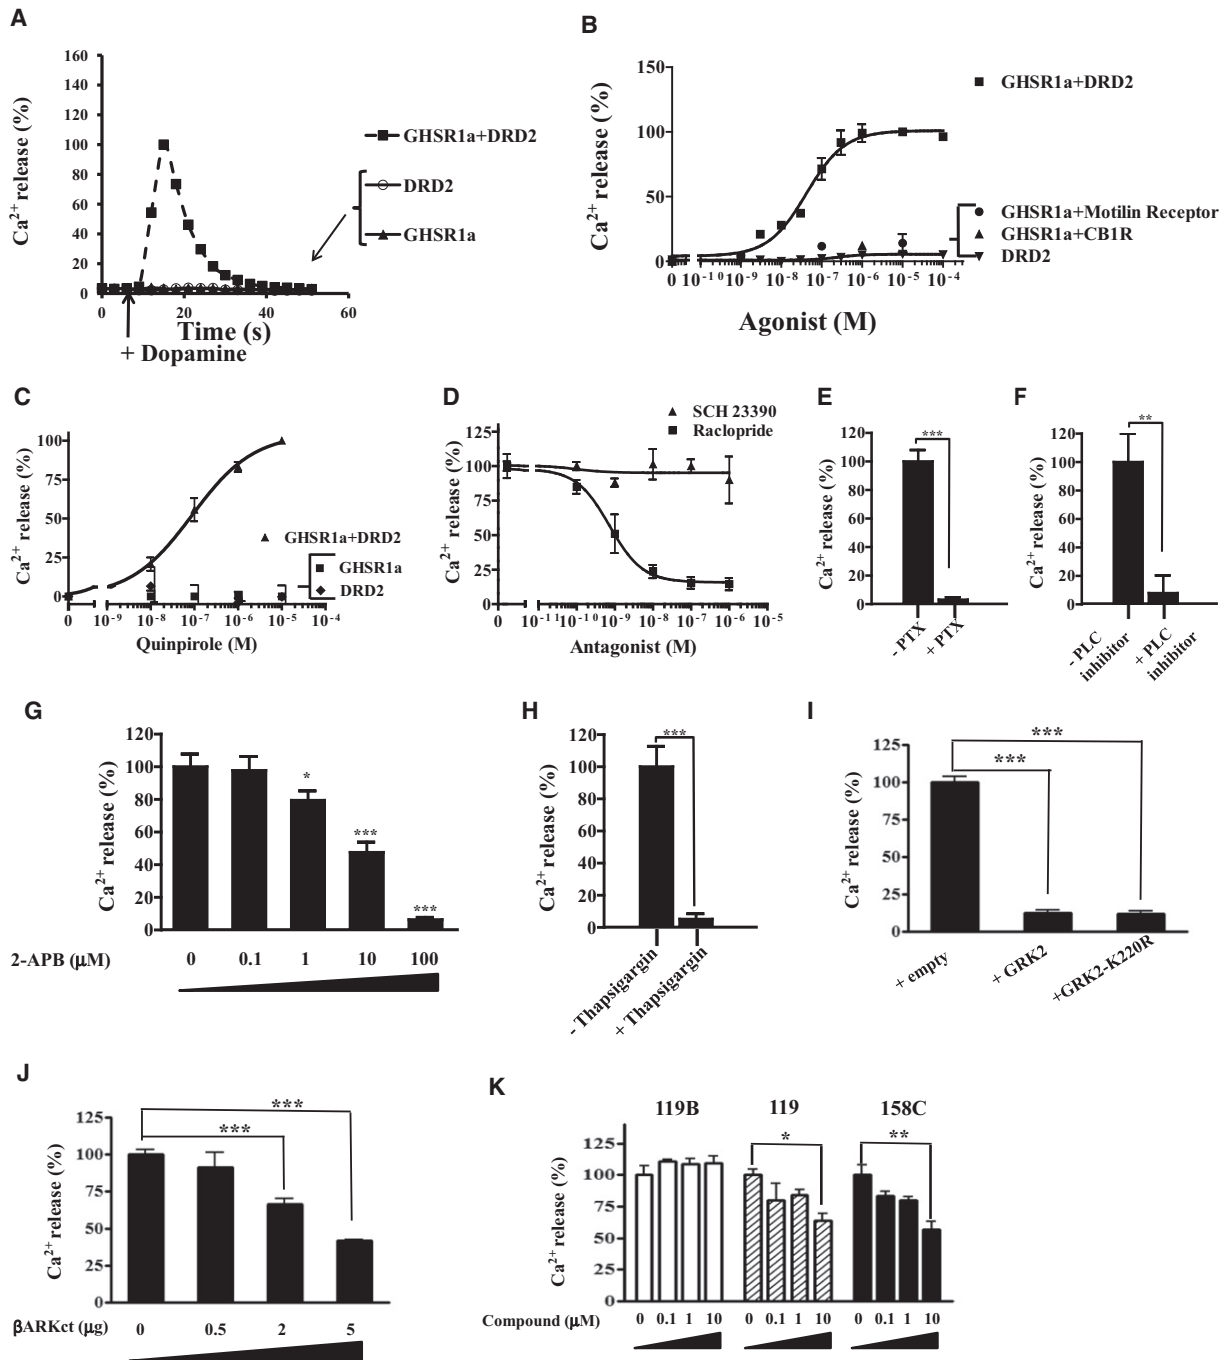 A
Ca2+ release (%)
160
140
120
100
80
60
40
20
0
0
20
40
60
Time (s)
+ Dopamine
GHSR1a+DRD2
DRD2
GHSR1a
B
Ca2+ release (%)
150
100
50
0
0 10-10 10-9 10-8 10-7 10-6 10-5 10-4
Agonist (M)
GHSR1a+DRD2
GHSR1a+Motilin Receptor
GHSR1a+CB1R
DRD2
C
Ca2+ release (%)
100
75
50
25
0
0 10-9 10-8 10-7 10-6 10-5 10-4
Quinpirole (M)
GHSR1a+DRD2
GHSR1a
DRD2
D
Ca2+ release (%)
125
100
75
50
25
0
0 10-11 10-10 10-9 10-8 10-7 10-6 10-5
Antagonist (M)
SCH 23390
Raclopride
E
Ca2+ release (%)
120
100
80
60
40
20
0
***
- PTX
+ PTX
F
Ca2+ release (%)
120
100
80
60
40
20
0
**
- PLC
inhibitor
+ PLC
inhibitor
G
Ca2+ release (%)
120
100
80
60
40
20
0
*
***
***
2-APB (μM) 0 0.1 1 10 100
H
Ca2+ release (%)
120
100
80
60
40
20
0
***
- Thapsigargin
+ Thapsigargin
I
Ca2+ release (%)
125
100
75
50
25
0
***
***
+ empty
+ GRK2
+GRK2-K220R
J
Ca2+ release (%)
125
100
75
50
25
0
***
***
βARKct (μg) 0 0.5 2 5
K
119B 119 158C
Ca2+ release (%)
125
100
75
50
25
0
*
**
Compound (μM) 0 0.1 1 10 0 0.1 1 10 0 0.1 1 10